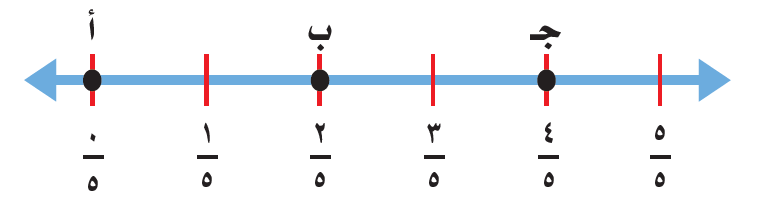 أ ب جـ
٠ ١ ٢ ٣ ٤ ٥
٥ ٥ ٥ ٥ ٥ ٥